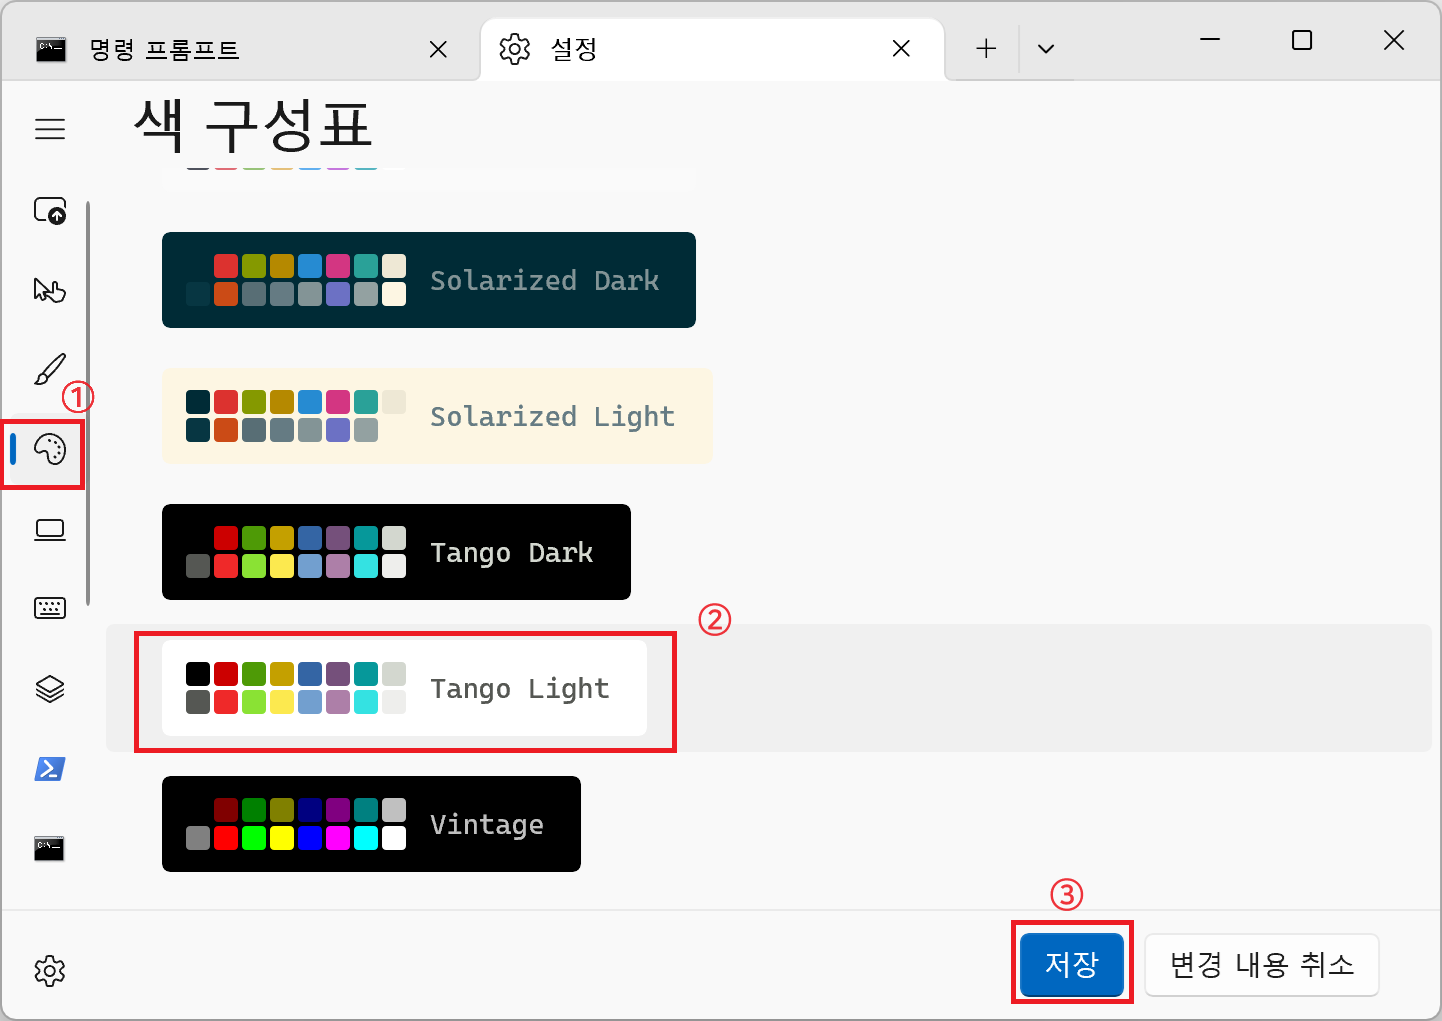 명령 프롬프트
설정
색 구성표
Solarized Dark
①
Solarized Light
Tango Dark
②
Tango Light
Vintage
③
저장
변경 내용 취소